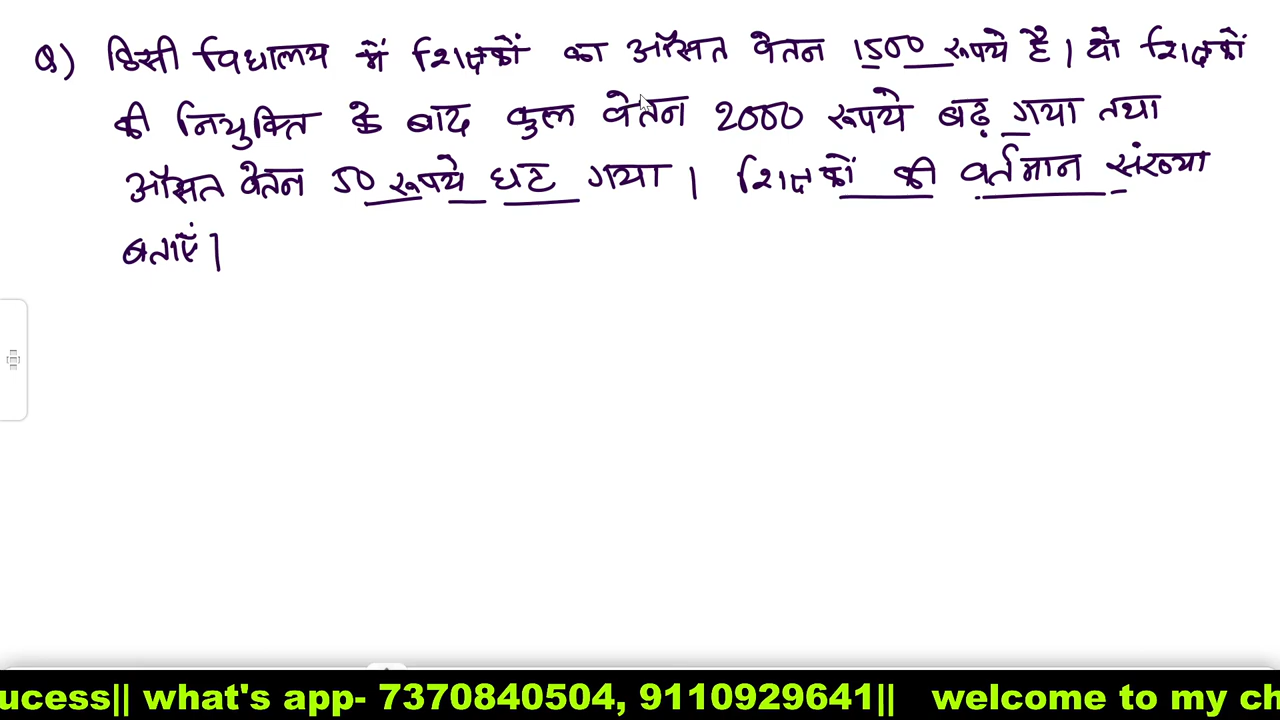 Q) किसी विद्यालय में शिक्षकों का औसत वेतन 1500 रूपये है। दो शिक्षकों
की नियुक्ति के बाद कुल वेतन 2000 रूपये बढ़ गया तथा
औसत वेतन 50 रूपये घट गया। शिक्षकों की वर्तमान संख्या
बताएँ।
ucess|| what's app- 7370840504, 9110929641|| welcome to my ch